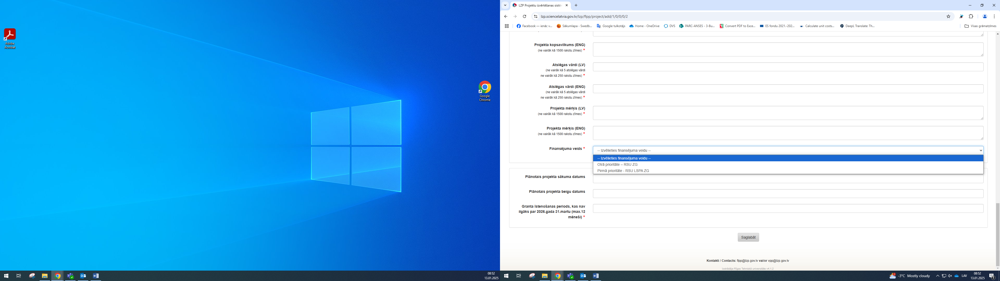 Adobe
Acrobat
Google
Chrome
08:52
13.01.2025
LZP Projektu izvērtēšanas sistēm
lzp.sciencelatvia.gov.lv/lzp/flpp/project/add/1/0/0/0/2
Facebook — ienāc v...
Sākumlapa - Swedb...
Google tulkotājs
Home - OneDrive
DVS
PARC-ANSES - 3-Bu...
Convert PDF to Exce...
ES fondu 2021.-202...
Calculate unit costs...
DeepL Translate: Th...
Visas grāmatzīmes
Projekta kopsavilkums (ENG)
(ne vairāk kā 1500 rakstu zīmes) *
Atslēgas vārdi (LV)
(ne vairāk kā 5 atslēgas vārdi
ne vairāk kā 250 rakstu zīmes) *
Atslēgas vārdi (ENG)
(ne vairāk kā 5 atslēgas vārdi
ne vairāk kā 250 rakstu zīmes) *
Projekta mērķis (LV)
(ne vairāk kā 1500 rakstu zīmes) *
Projekta mērķis (ENG)
(ne vairāk kā 1500 rakstu zīmes) *
Finansējuma veids *
-- Izvēlieties finansējuma veidu --
-- Izvēlieties finansējuma veidu --
Otrā prioritāte – RSU ZG
Pirmā prioritāte - RSU LSPA ZG
Plānotais projekta sākuma datums
Plānotais projekta beigu datums
Granta īstenošanas periods, kas nav
ilgāks par 2026.gada 31.martu (max.12
mēneši) *
Saglabāt
Kontakti / Contacts: flpp@lzp.gov.lv vai/or vpp@lzp.gov.lv
Izstrādāja Rīgas Tehniskā universitāte v4.1.2
-3°C Mostly cloudy
LAV
08:52
13.01.2025